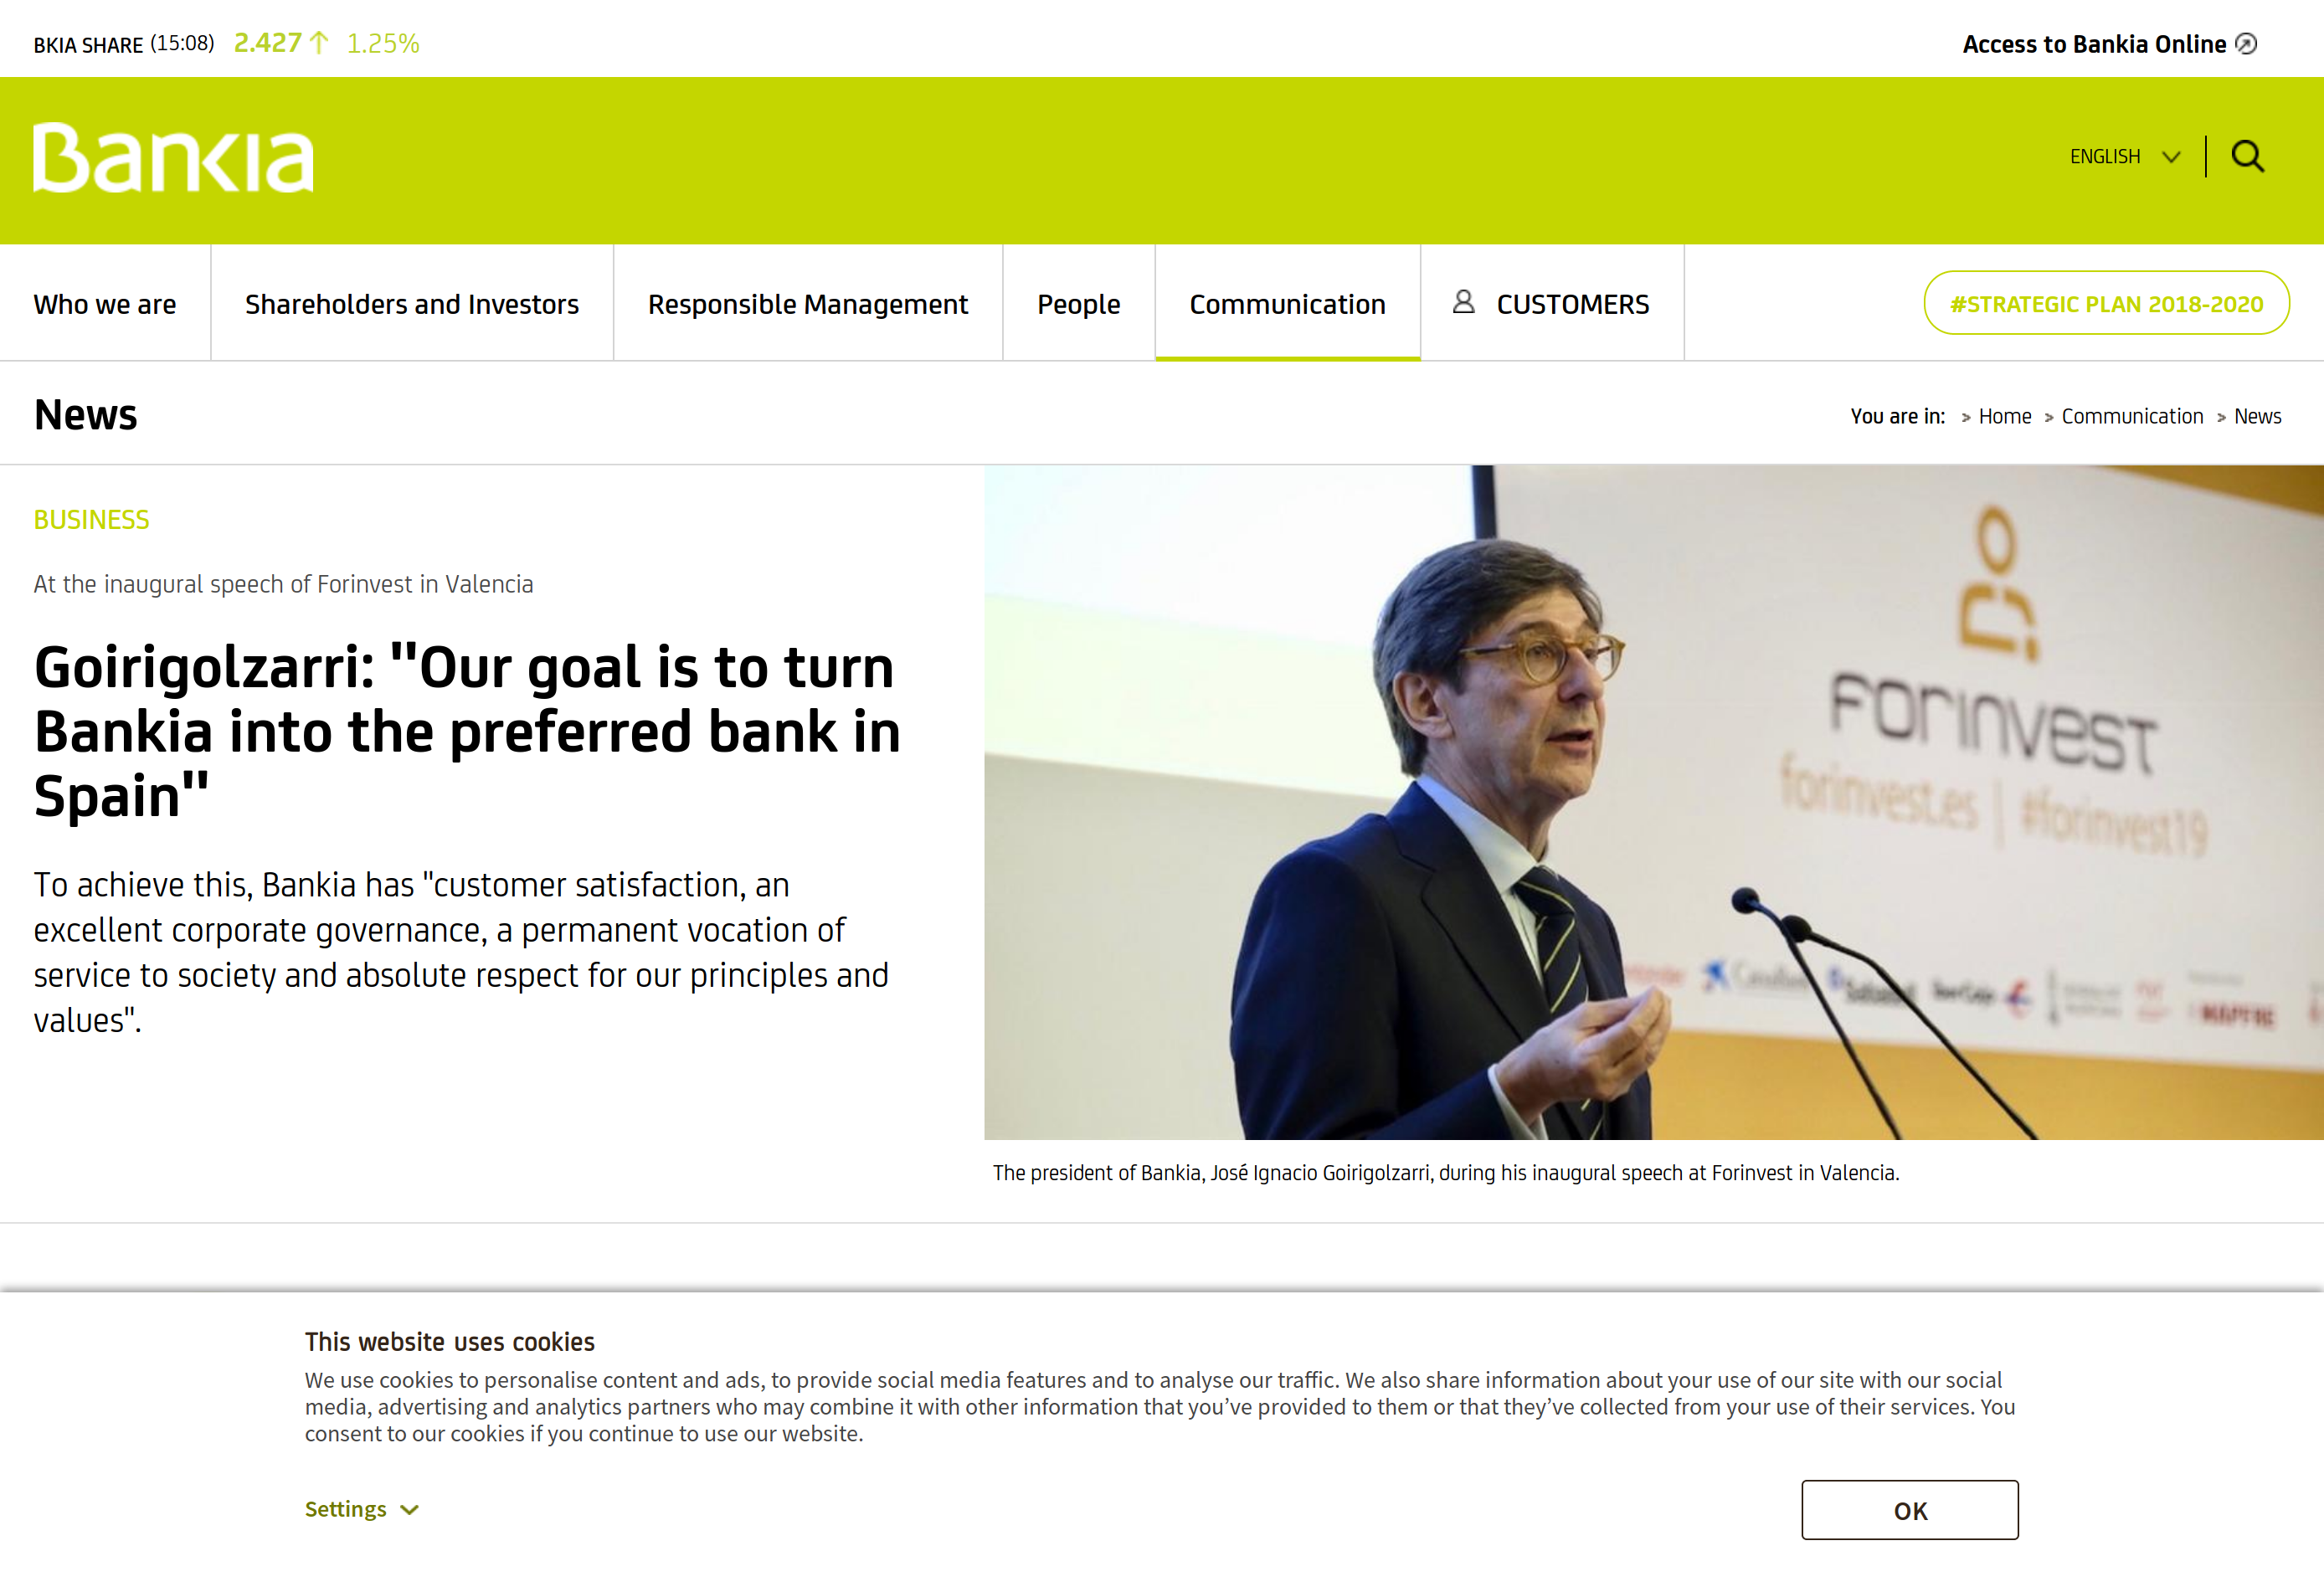 BKIA SHARE (15:08) 2.427 ↑ 1.25%
Access to Bankia Online
Bankia
ENGLISH
Who we are
Shareholders and Investors
Responsible Management
People
Communication
CUSTOMERS
#STRATEGIC PLAN 2018-2020
News
You are in: > Home > Communication > News
BUSINESS
At the inaugural speech of Forinvest in Valencia
Goirigolzarri: "Our goal is to turn
Bankia into the preferred bank in
Spain"
To achieve this, Bankia has "customer satisfaction, an
excellent corporate governance, a permanent vocation of
service to society and absolute respect for our principles and
values".
forinvest
forinvest.es | #forinvest19
CaixaBank
Sabadell
iberCaja
MAPFRE
The president of Bankia, José Ignacio Goirigolzarri, during his inaugural speech at Forinvest in Valencia.
This website uses cookies
We use cookies to personalise content and ads, to provide social media features and to analyse our traffic. We also share information about your use of our site with our social
media, advertising and analytics partners who may combine it with other information that you’ve provided to them or that they’ve collected from your use of their services. You
consent to our cookies if you continue to use our website.
Settings
OK